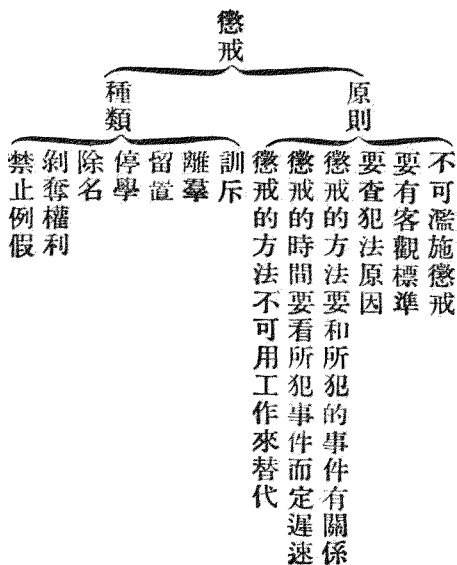 懲戒
原則
不可濫施懲戒
要有客觀標準
要查犯法原因
懲戒的方法要和所犯的事件有關係
懲戒的時間要看所犯事件而定遲速
懲戒的方法不可用工作來替代
種類
訓斥
離羣
留置
停學
除名
剝奪權利
禁止例假